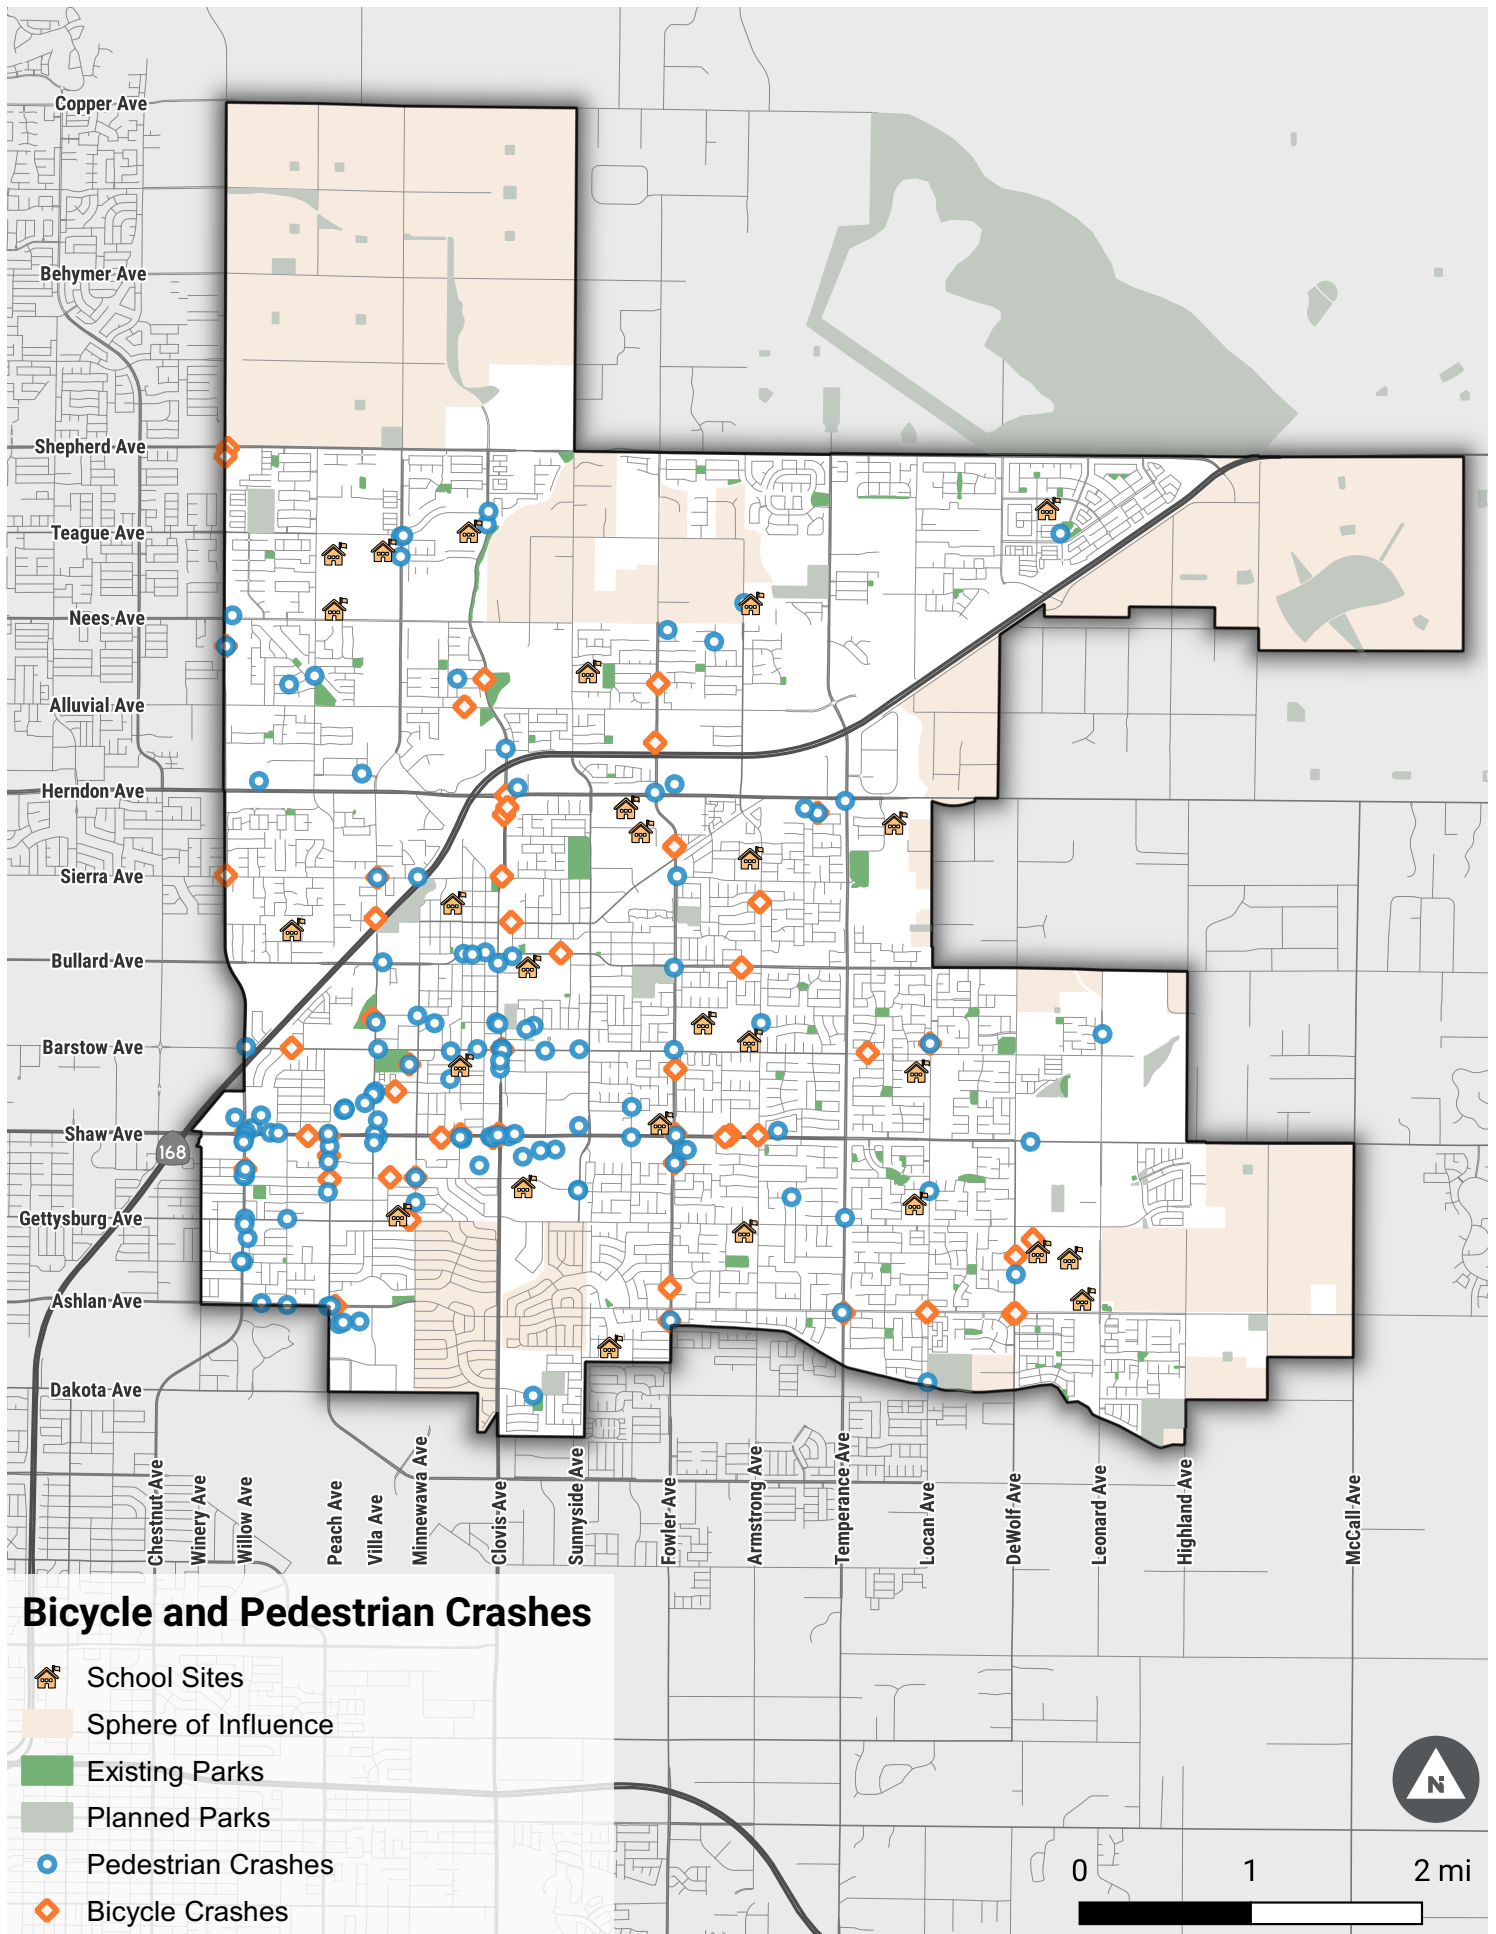 Copper Ave
Behymer Ave
Shepherd Ave
Teague Ave
Nees Ave
Alluvial Ave
Herndon Ave
Sierra Ave
Bullard Ave
Barstow Ave
Shaw Ave
168
Gettysburg Ave
Ashlan Ave
Dakota Ave
Chestnut Ave
Winery Ave
Willow Ave
Peach Ave
Villa Ave
Minnewawa Ave
Clovis Ave
Sunnyside Ave
Fowler Ave
Armstrong Ave
Temperance Ave
Locan Ave
DeWolf Ave
Leonard Ave
Highland Ave
McCall Ave
Bicycle and Pedestrian Crashes
School Sites
Sphere of Influence
Existing Parks
Planned Parks
Pedestrian Crashes
Bicycle Crashes
N
0 1 2 mi